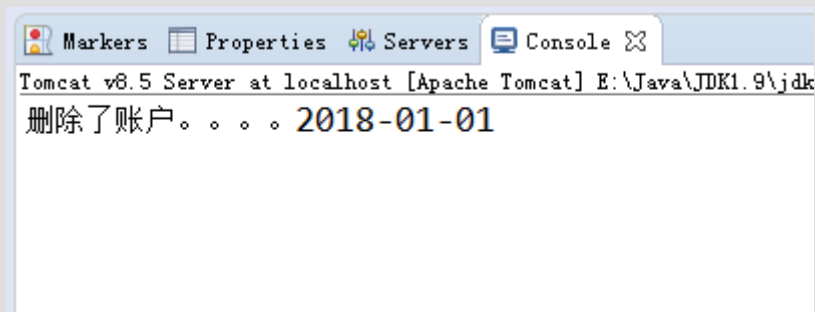 Markers Properties Servers Console
Tomcat v8.5 Server at localhost [Apache Tomcat] E:\Java\JDK1.9\jdk
删除了账户。。。。2018-01-01